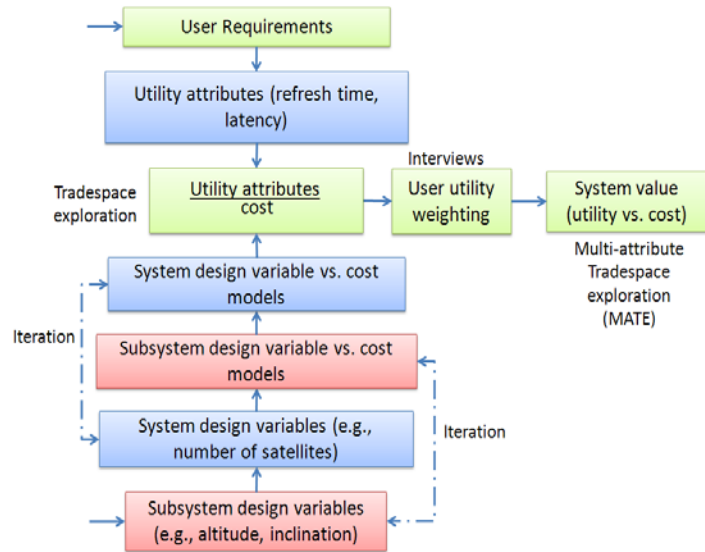 User Requirements
Utility attributes (refresh time,
latency)
Interviews
Tradespace
exploration
Utility attributes
cost
User utility
weighting
System value
(utility vs. cost)
Multi-attribute
Tradespace
exploration
(MATE)
System design variable vs. cost
models
Iteration
Subsystem design variable vs. cost
models
System design variables (e.g.,
number of satellites)
Iteration
Subsystem design variables
(e.g., altitude, inclination)